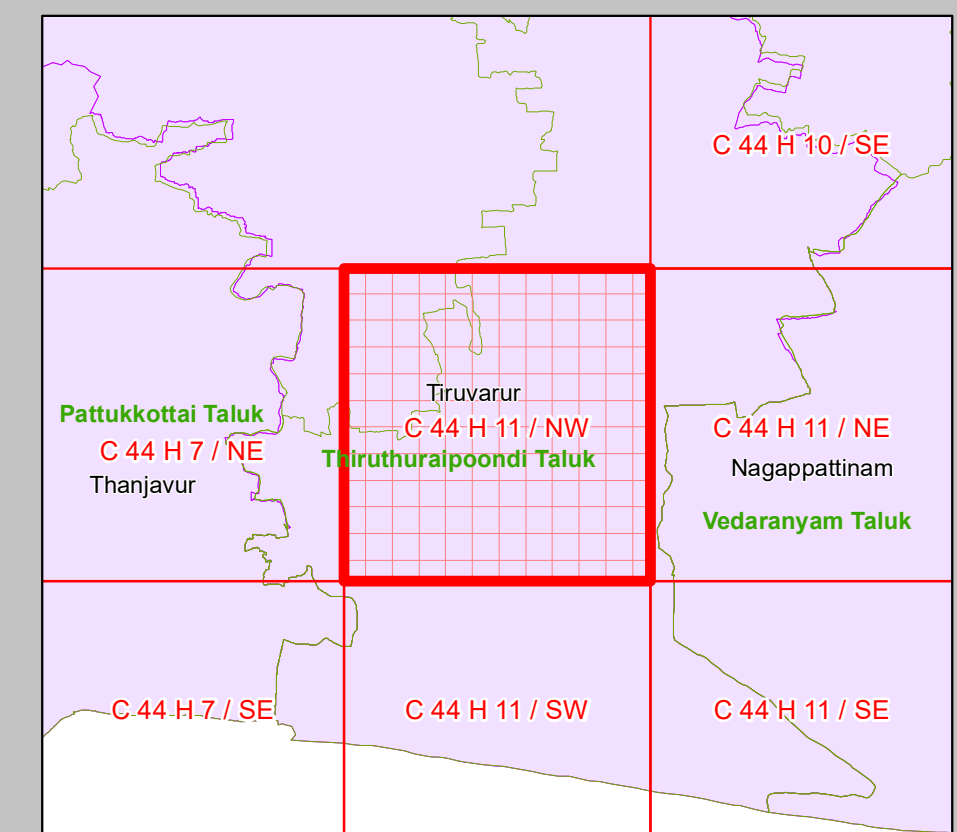 C 44 H 10 / SE
Tiruvarur
Pattukkottai Taluk
C 44 H 11 / NW
C 44 H 11 / NE
C 44 H 7 / NE
Thiruthuraipoondi Taluk
Nagappattinam
Thanjavur
Vedaranyam Taluk
C 44 H 7 / SE
C 44 H 11 / SW
C 44 H 11 / SE